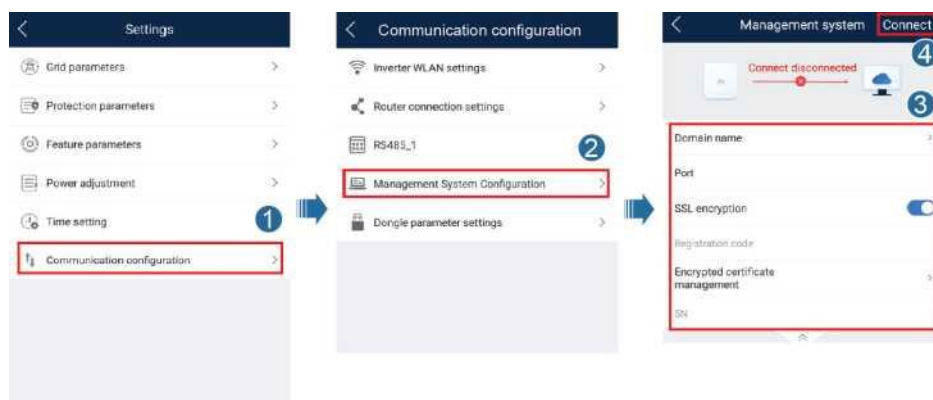 Settings
Grid parameters
Protection parameters
Feature parameters
Power adjustment
Time setting
1
Communication configuration
Communication configuration
Inverter WLAN settings
Router connection settings
RS485_1
2
Management System Configuration
Dongle parameter settings
Management system
Connect
4
Connect disconnected
3
Domain name
Port
SSL encryption
Registration code
Encrypted certificate
management
SN